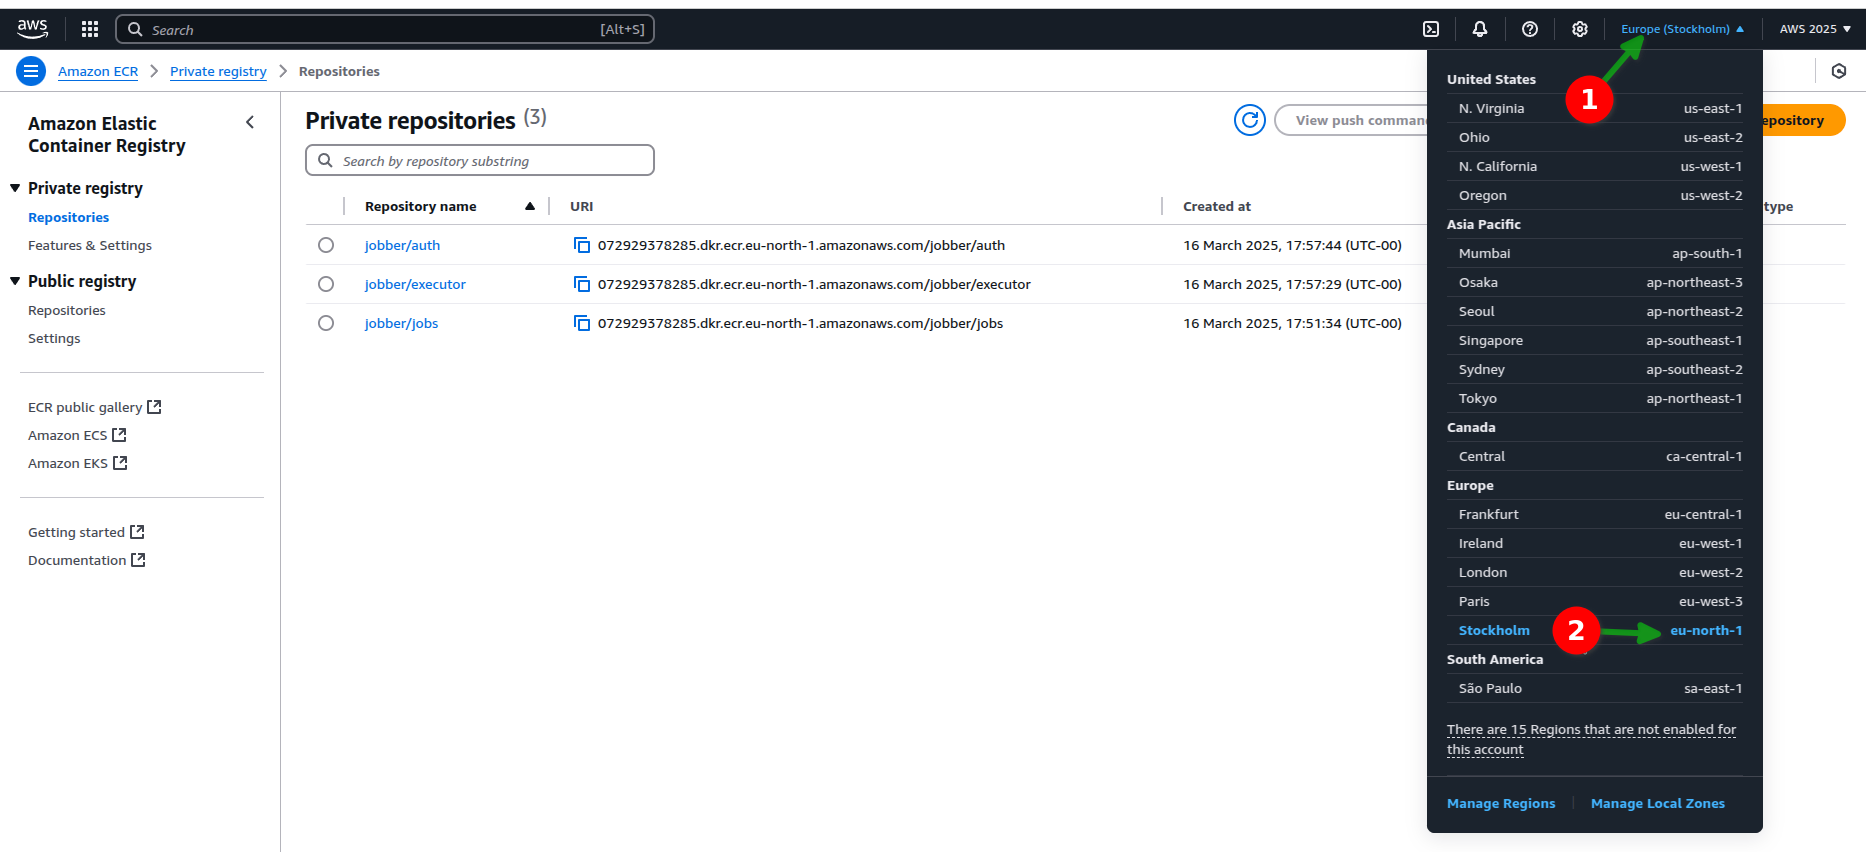 aws
Search [Alt+S]
Europe (Stockholm)
AWS 2025
Amazon ECR
Private registry
Repositories
Amazon Elastic
Container Registry
Private registry
Repositories
Features & Settings
Public registry
Repositories
Settings
ECR public gallery
Amazon ECS
Amazon EKS
Getting started
Documentation
Private repositories (3)
View push comman
epository
Search by repository substring
Repository name URI Created at type
jobber/auth 072929378285.dkr.ecr.eu-north-1.amazonaws.com/jobber/auth 16 March 2025, 17:57:44 (UTC-00)
jobber/executor 072929378285.dkr.ecr.eu-north-1.amazonaws.com/jobber/executor 16 March 2025, 17:57:29 (UTC-00)
jobber/jobs 072929378285.dkr.ecr.eu-north-1.amazonaws.com/jobber/jobs 16 March 2025, 17:51:34 (UTC-00)
1
United States
N. Virginia us-east-1
Ohio us-east-2
N. California us-west-1
Oregon us-west-2
Asia Pacific
Mumbai ap-south-1
Osaka ap-northeast-3
Seoul ap-northeast-2
Singapore ap-southeast-1
Sydney ap-southeast-2
Tokyo ap-northeast-1
Canada
Central ca-central-1
Europe
Frankfurt eu-central-1
Ireland eu-west-1
London eu-west-2
Paris eu-west-3
Stockholm 2 eu-north-1
South America
São Paulo sa-east-1
There are 15 Regions that are not enabled for
this account
Manage Regions
Manage Local Zones